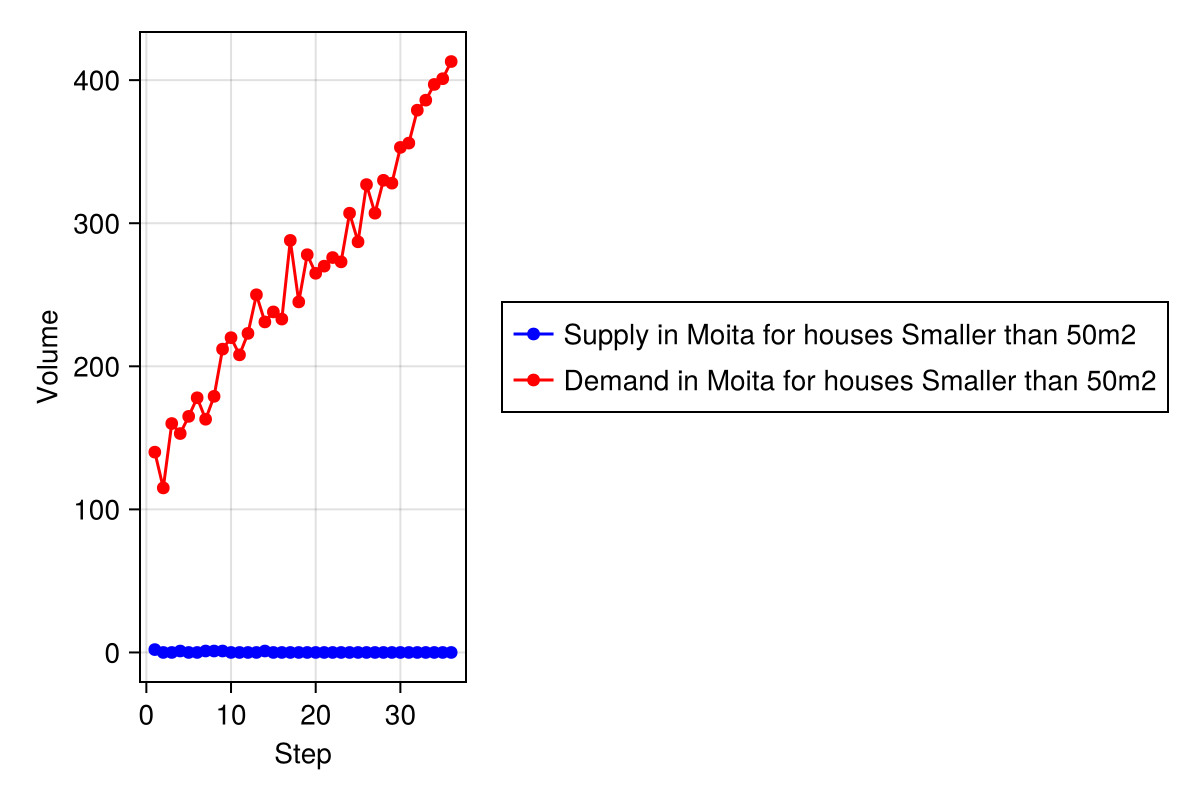 400
300
200
100
0
Volume
0 10 20 30
Step
Supply in Moita for houses Smaller than 50m2
Demand in Moita for houses Smaller than 50m2